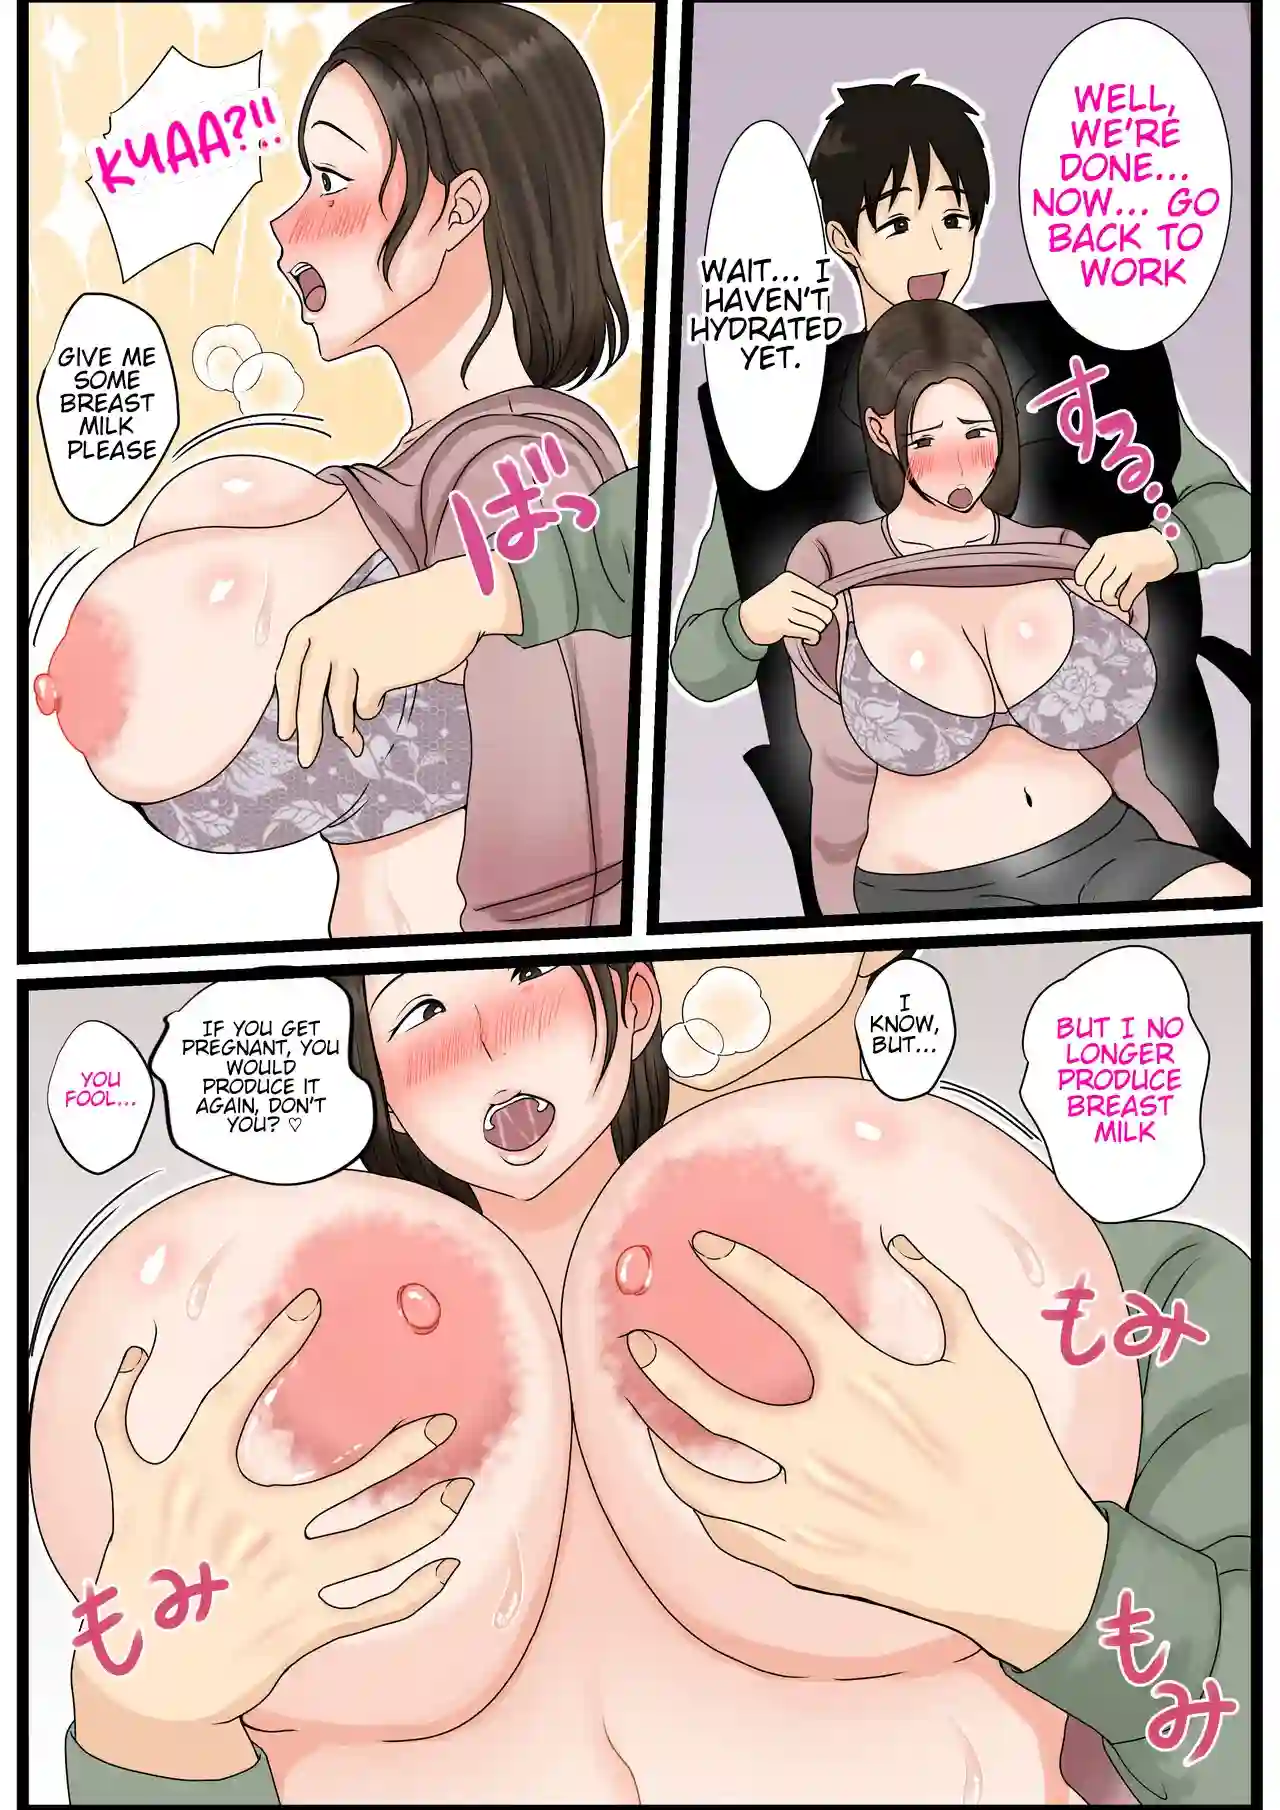 WELL,
WE'RE
DONE...
NOW... GO
BACK TO
WORK
WAIT... I
HAVEN'T
HYDRATED
YET.
する...
KYAA?!!
GIVE ME
SOME
BREAST
MILK
PLEASE
ばっ
BUT I NO
LONGER
PRODUCE
BREAST
MILK
I
KNOW,
BUT...
IF YOU GET
PREGNANT, YOU
WOULD
PRODUCE IT
AGAIN, DON'T
YOU? ♡
YOU
FOOL...
もみ
もみ
もみ